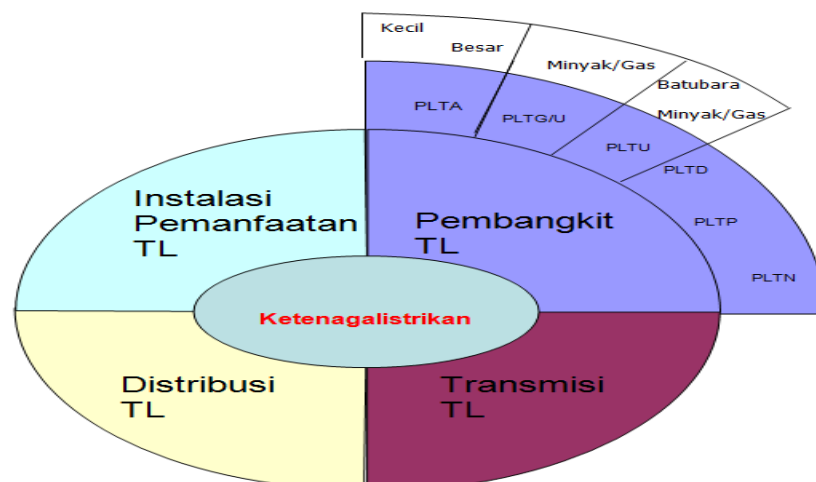 Kecil
Besar
Minyak/Gas
Batubara
Minyak/Gas
PLTA
PLTG/U
PLTU
PLTD
PLTP
PLTN
Instalasi
Pemanfaatan
TL
Pembangkit
TL
Ketenagalistrikan
Distribusi
TL
Transmisi
TL